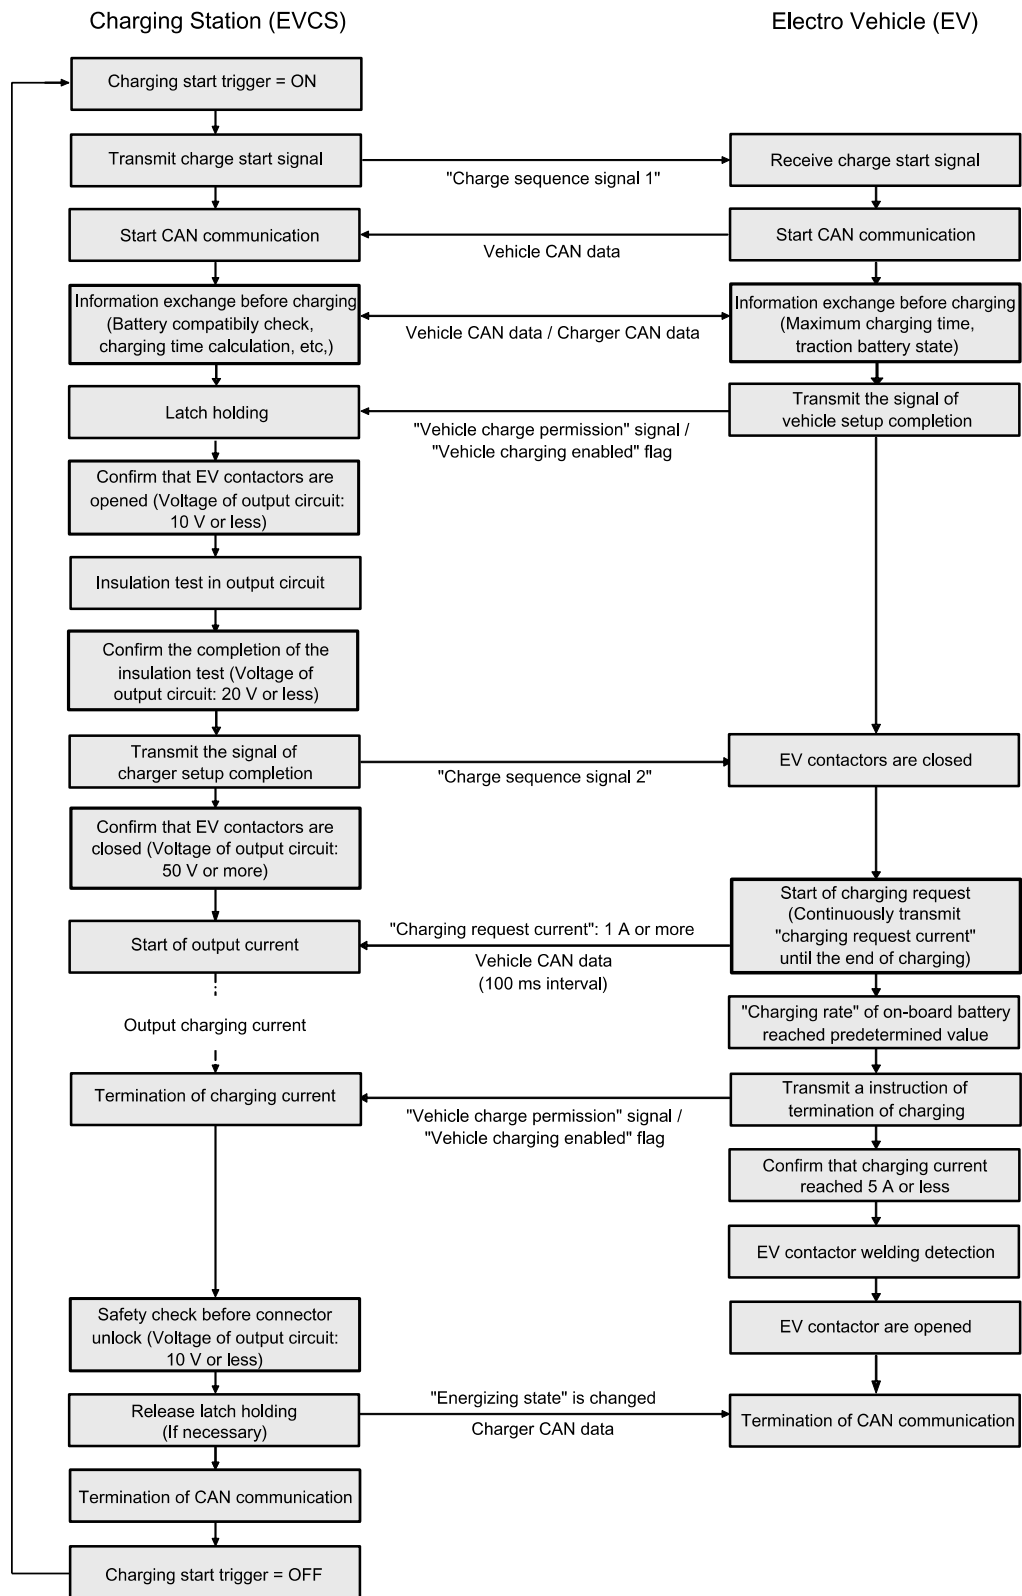 Charging Station (EVCS)
Electro Vehicle (EV)
Charging start trigger = ON
Transmit charge start signal
"Charge sequence signal 1"
Receive charge start signal
Start CAN communication
Vehicle CAN data
Start CAN communication
Information exchange before charging
(Battery compatibily check,
charging time calculation, etc,)
Vehicle CAN data / Charger CAN data
Information exchange before charging
(Maximum charging time,
traction battery state)
Latch holding
"Vehicle charge permission" signal /
"Vehicle charging enabled" flag
Transmit the signal of
vehicle setup completion
Confirm that EV contactors are
opened (Voltage of output circuit:
10 V or less)
Insulation test in output circuit
Confirm the completion of the
insulation test (Voltage of
output circuit: 20 V or less)
Transmit the signal of
charger setup completion
"Charge sequence signal 2"
EV contactors are closed
Confirm that EV contactors are
closed (Voltage of output circuit:
50 V or more)
Start of output current
"Charging request current": 1 A or more
Vehicle CAN data
(100 ms interval)
Start of charging request
(Continuously transmit
"charging request current"
until the end of charging)
Output charging current
"Charging rate" of on-board battery
reached predetermined value
Termination of charging current
"Vehicle charge permission" signal /
"Vehicle charging enabled" flag
Transmit a instruction of
termination of charging
Confirm that charging current
reached 5 A or less
EV contactor welding detection
Safety check before connector
unlock (Voltage of output circuit:
10 V or less)
EV contactor are opened
Release latch holding
(If necessary)
"Energizing state" is changed
Charger CAN data
Termination of CAN communication
Termination of CAN communication
Charging start trigger = OFF